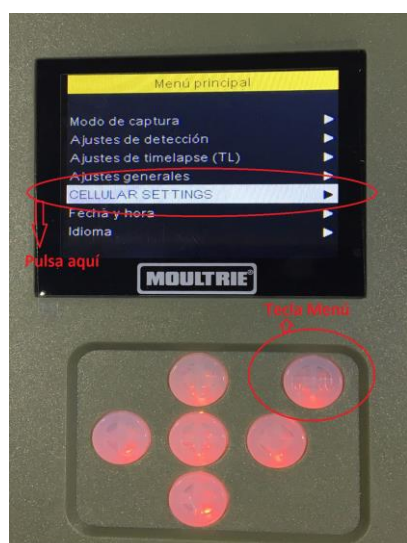 Menú principal
Modo de captura
Ajustes de detección
Ajustes de timelapse (TL)
Ajustes generales
CELLULAR SETTINGS
Fecha y hora
Idioma
Pulsa aquí
MOULTRIE®
Tecla Menú